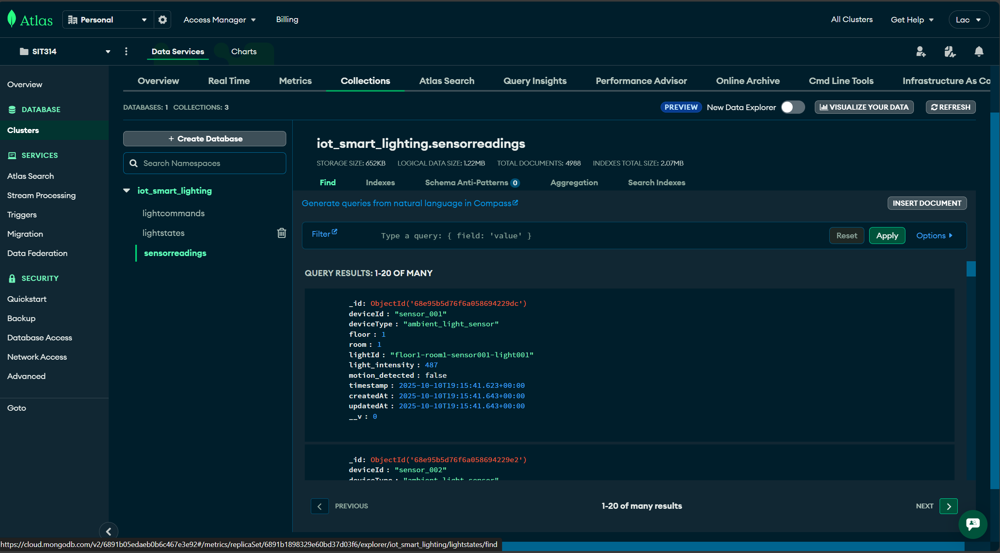 Atlas
Personal
Access Manager
Billing
All Clusters
Get Help
Lac
SIT314
Data Services
Charts
Overview
DATABASE
Clusters
SERVICES
Atlas Search
Stream Processing
Triggers
Migration
Data Federation
SECURITY
Quickstart
Backup
Database Access
Network Access
Advanced
Goto
Overview
Real Time
Metrics
Collections
Atlas Search
Query Insights
Performance Advisor
Online Archive
Cmd Line Tools
Infrastructure As Co
DATABASES: 1 COLLECTIONS: 3
PREVIEW New Data Explorer
VISUALIZE YOUR DATA
REFRESH
+ Create Database
Search Namespaces
iot_smart_lighting
lightcommands
lightstates
sensorreadings
iot_smart_lighting.sensorreadings
STORAGE SIZE: 652KB LOGICAL DATA SIZE: 1.22MB TOTAL DOCUMENTS: 4988 INDEXES TOTAL SIZE: 2.07MB
Find
Indexes
Schema Anti-Patterns 0
Aggregation
Search Indexes
Generate queries from natural language in Compass
INSERT DOCUMENT
Filter
Type a query: { field: 'value' }
Reset
Apply
Options
QUERY RESULTS: 1-20 OF MANY
_id: ObjectId('68e95b5d76f6a058694229dc')
deviceId : "sensor_001"
deviceType : "ambient_light_sensor"
floor : 1
room : 1
lightId : "floor1-room1-sensor001-light001"
light_intensity : 487
motion_detected : false
timestamp : 2025-10-10T19:15:41.623+00:00
createdAt : 2025-10-10T19:15:41.643+00:00
updatedAt : 2025-10-10T19:15:41.643+00:00
__v : 0
_id: ObjectId('68e95b5d76f6a058694229e2')
deviceId : "sensor_002"
deviceType : "ambient_light_sensor"
PREVIOUS
1-20 of many results
NEXT
https://cloud.mongodb.com/v2/6891b05edaeb0b6c467e3e92#/metrics/replicaSet/6891b1898329e60bd37d03f6/explorer/iot_smart_lighting/lightstates/find